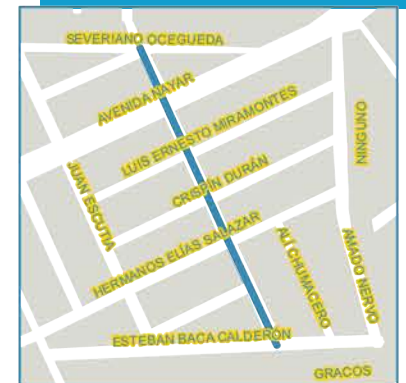 SEVERIANO OCEGUEDA
AVENIDA NAYAR
LUIS ERNESTO MIRAMONTES
NINGUNO
CRISPÍN DURÁN
JUAN ESCUTIA
HERMANOS ELÍAS SALAZAR
ALÍ CHUMACERO
AMADO NERVO
ESTEBAN BACA CALDERÓN
GRACOS